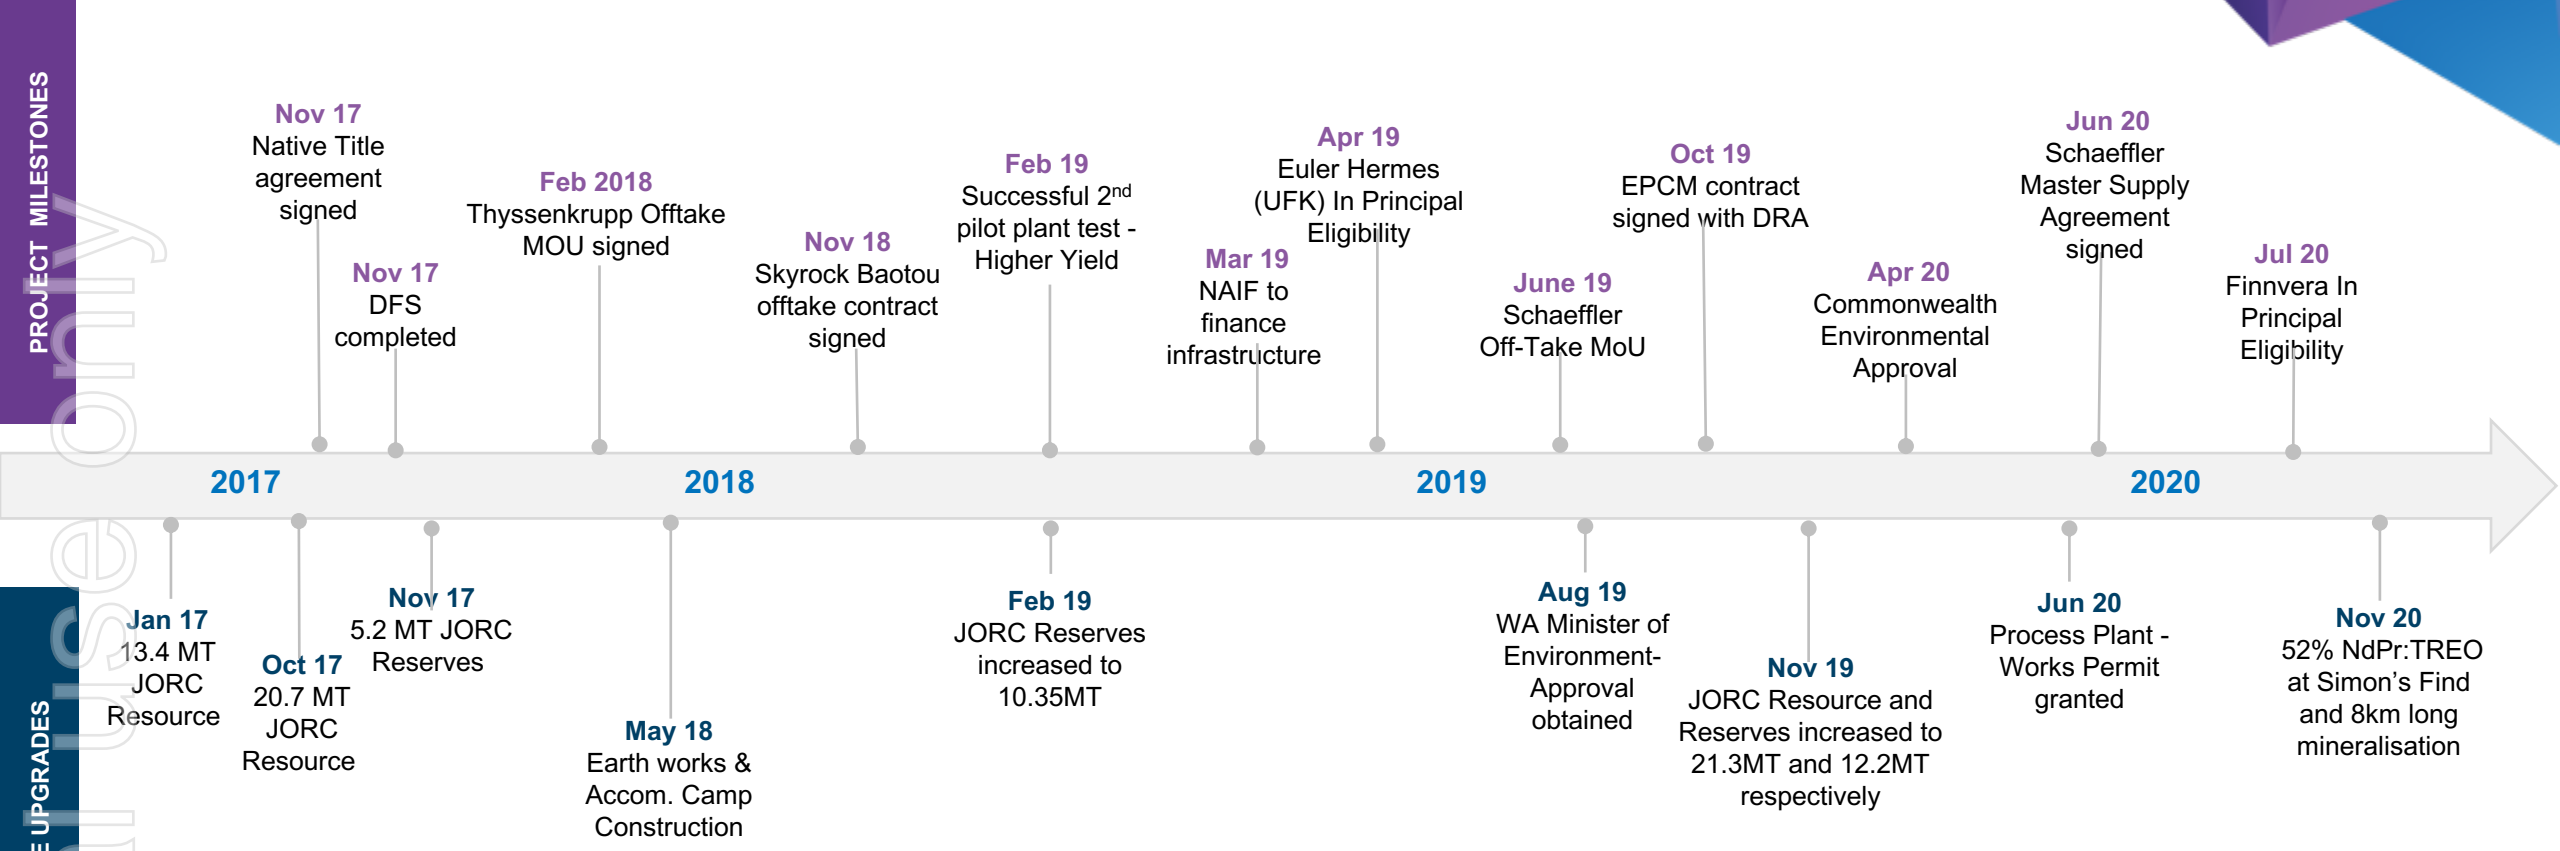 PROJECT MILESTONES
Nov 17
Native Title
agreement
signed
Nov 17
DFS
completed
Feb 2018
Thyssenkrupp Offtake
MOU signed
Nov 18
Skyrock Baotou
offtake contract
signed
Feb 19
Successful 2nd
pilot plant test -
Higher Yield
Mar 19
NAIF to
finance
infrastructure
Apr 19
Euler Hermes
(UFK) In Principal
Eligibility
June 19
Schaeffler
Off-Take MoU
Oct 19
EPCM contract
signed with DRA
Apr 20
Commonwealth
Environmental
Approval
Jun 20
Schaeffler
Master Supply
Agreement
signed
Jul 20
Finnvera In
Principal
Eligibility
2017
2018
2019
2020
E UPGRADES
Jan 17
13.4 MT
JORC
Resource
Oct 17
20.7 MT
JORC
Resource
Nov 17
5.2 MT JORC
Reserves
May 18
Earth works &
Accom. Camp
Construction
Feb 19
JORC Reserves
increased to
10.35MT
Aug 19
WA Minister of
Environment-
Approval
obtained
Nov 19
JORC Resource and
Reserves increased to
21.3MT and 12.2MT
respectively
Jun 20
Process Plant -
Works Permit
granted
Nov 20
52% NdPr:TREO
at Simon’s Find
and 8km long
mineralisation
al use only